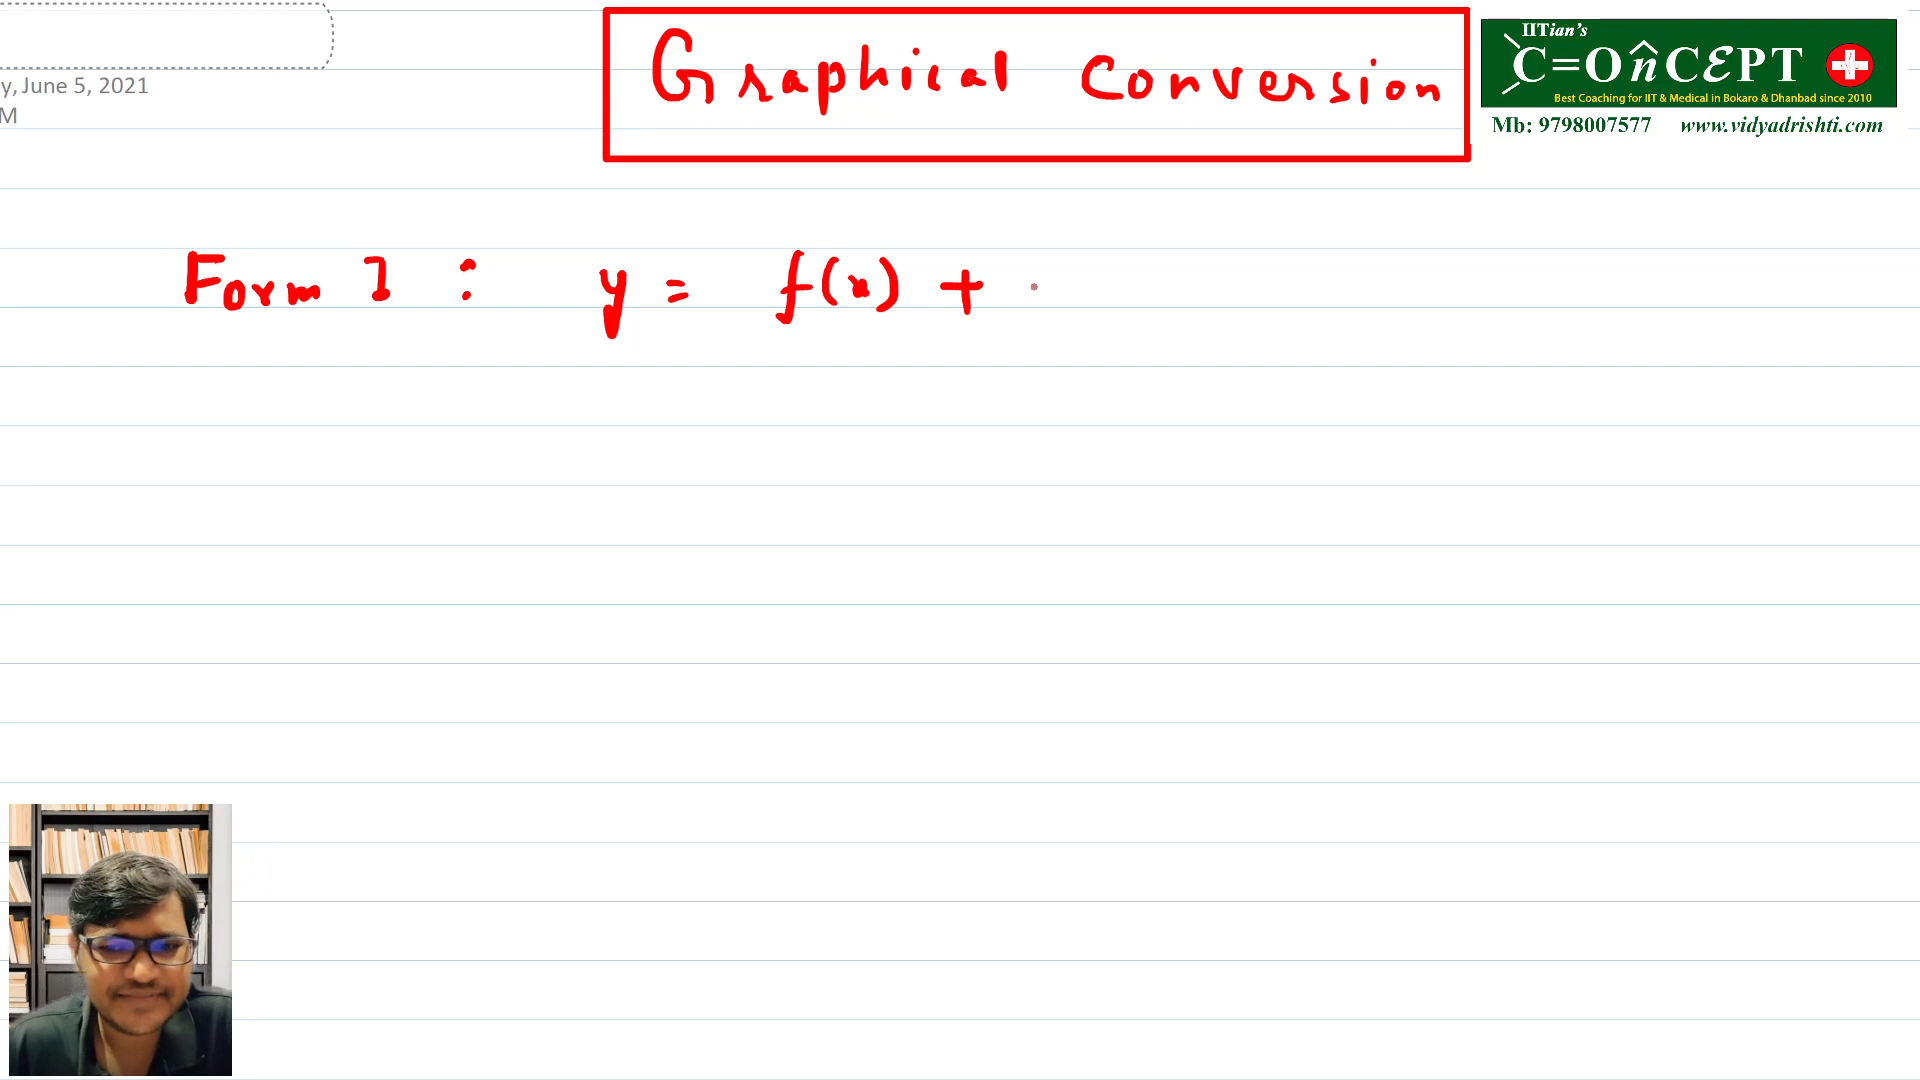 Graphical Conversion
IITian's
C=OnCEPT
Best Coaching for IIT & Medical in Bokaro & Dhanbad since 2010
Mb: 9798007577 www.vidyadrishti.com
y, June 5, 2021
M
Form I : y = f(x) +